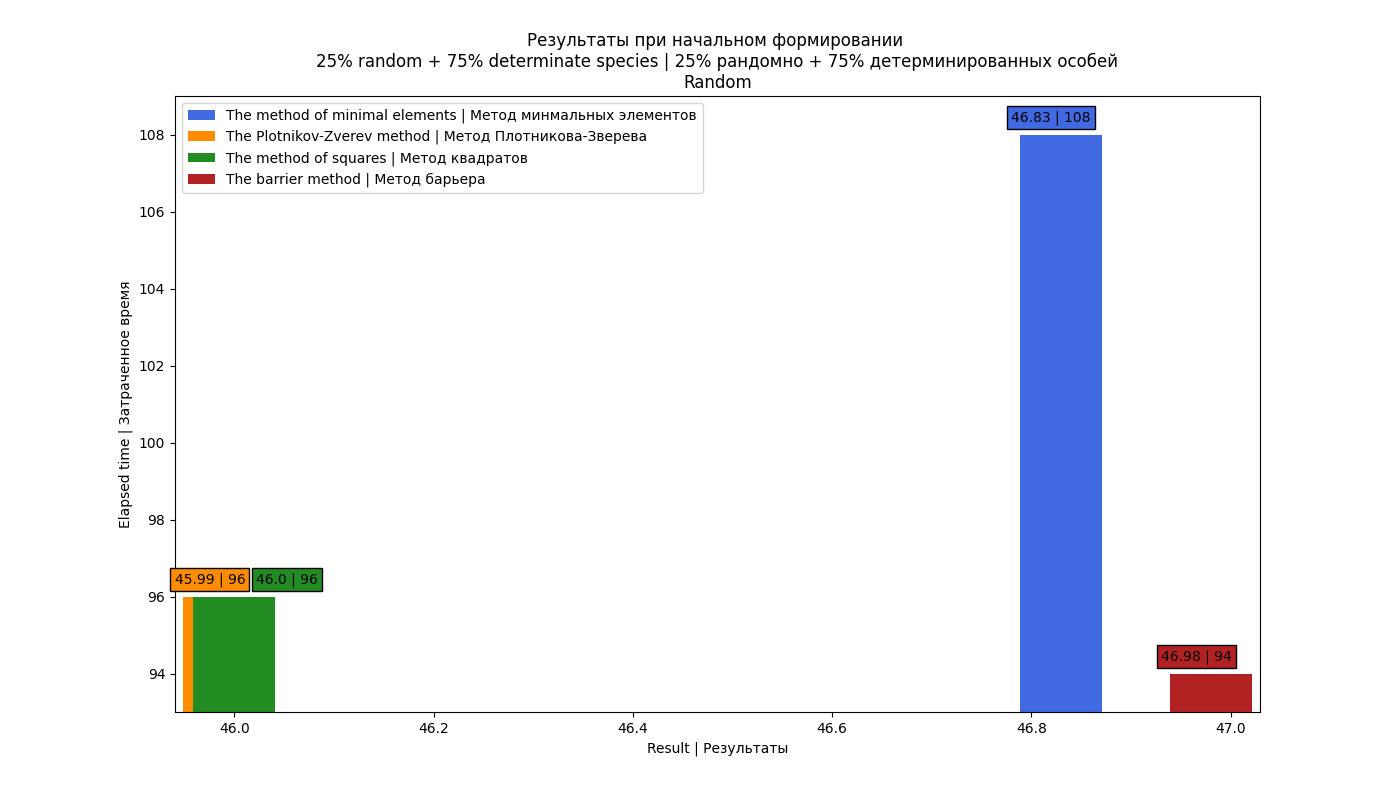 Результаты при начальном формировании
25% random + 75% determinate species | 25% рандомно + 75% детерминированных особей
Random
The method of minimal elements | Метод минмальных элементов
The Plotnikov-Zverev method | Метод Плотникова-Зверева
The method of squares | Метод квадратов
The barrier method | Метод барьера
46.83 | 108
45.99 | 96
46.0 | 96
46.98 | 94
Elapsed time | Затраченное время
108
106
104
102
100
98
96
94
46.0
46.2
46.4
46.6
46.8
47.0
Result | Результаты